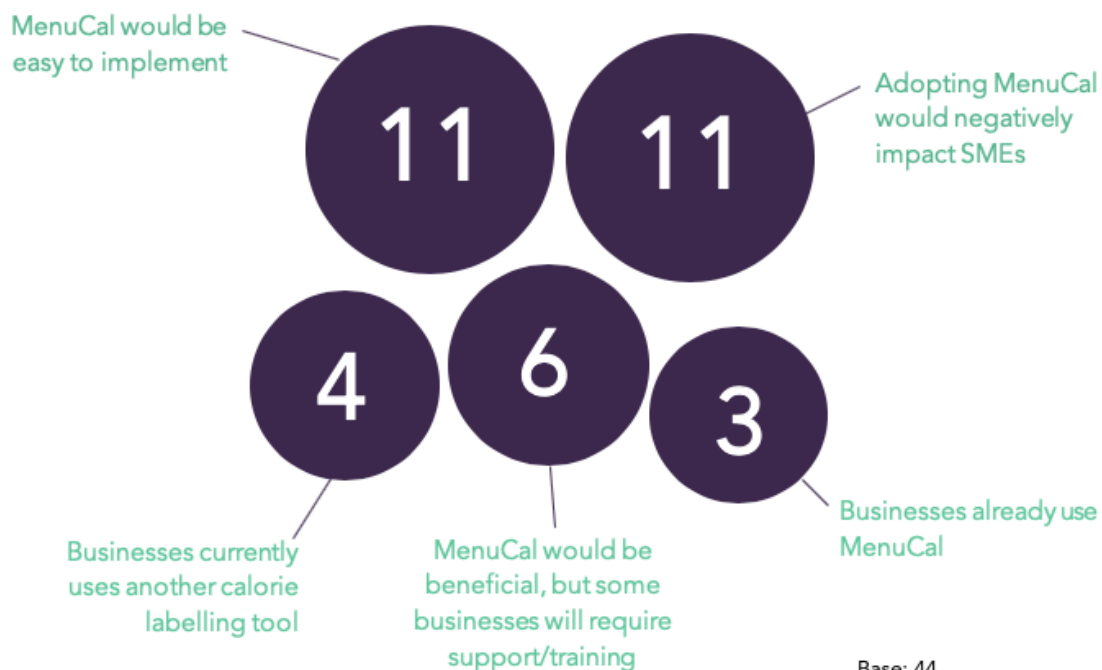 MenuCal would be
easy to implement
11
11
Adopting MenuCal
would negatively
impact SMEs
4
6
3
Businesses currently
uses another calorie
labelling tool
MenuCal would be
beneficial, but some
businesses will require
support/training
Businesses already use
MenuCal
Base: 44